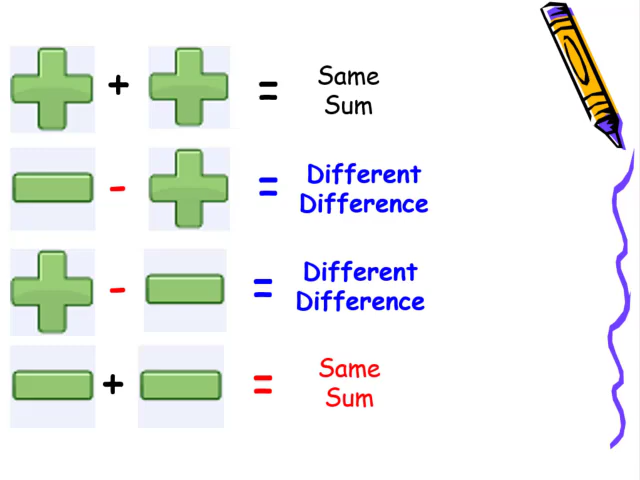 + + + = Same
Sum
- - + = Different
Difference
+ - - = Different
Difference
- + - = Same
Sum